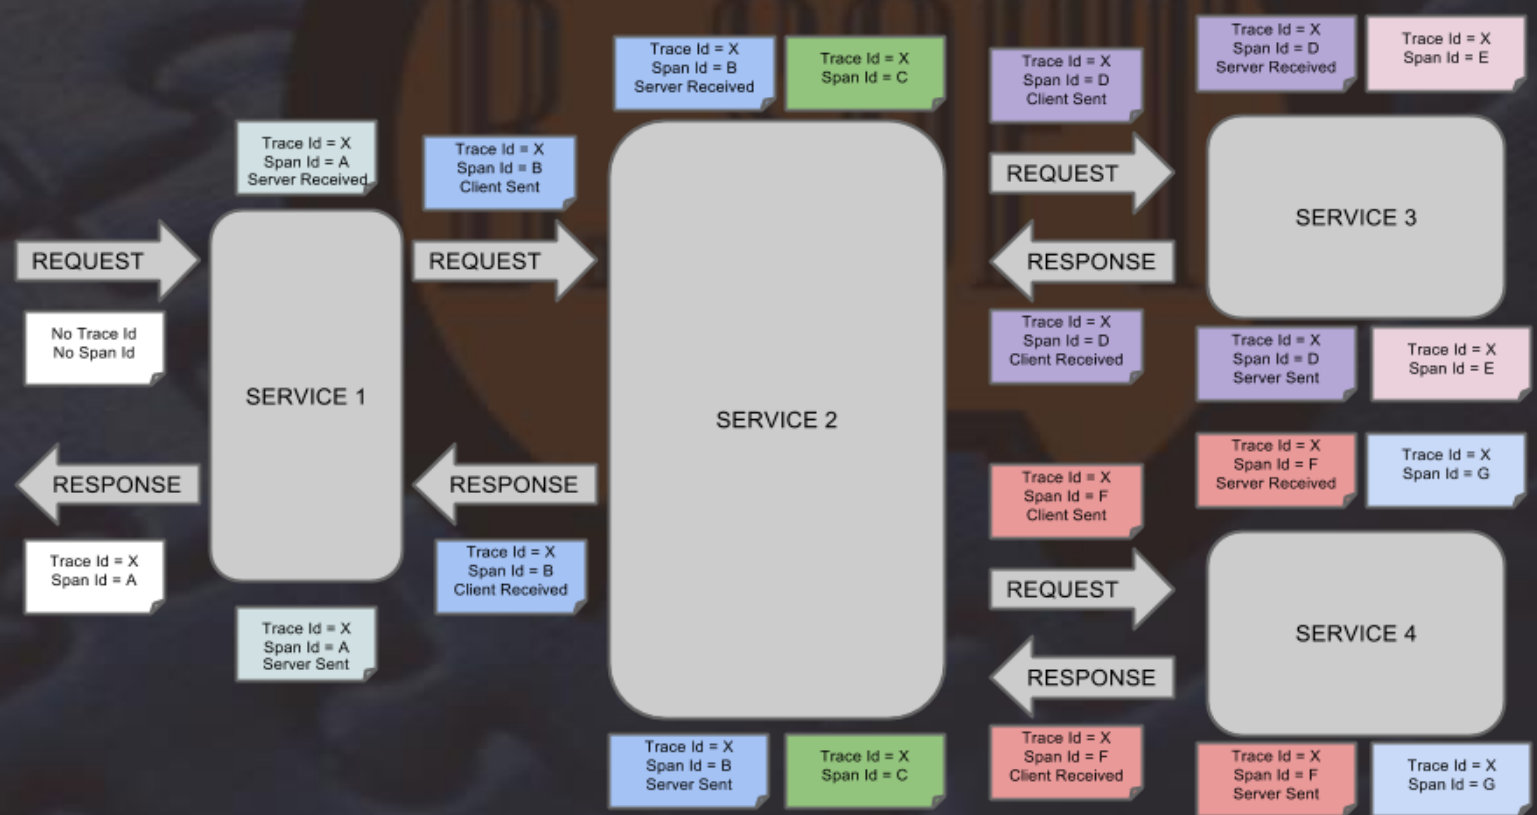 Trace Id = X
Span Id = D
Server Received
Trace Id = X
Span Id = E
Trace Id = X
Span Id = B
Server Received
Trace Id = X
Span Id = C
Trace Id = X
Span Id = D
Client Sent
Trace Id = X
Span Id = A
Server Received
Trace Id = X
Span Id = B
Client Sent
REQUEST
SERVICE 3
REQUEST
REQUEST
RESPONSE
No Trace Id
No Span Id
Trace Id = X
Span Id = D
Client Received
Trace Id = X
Span Id = D
Server Sent
Trace Id = X
Span Id = E
SERVICE 1
SERVICE 2
Trace Id = X
Span Id = F
Server Received
Trace Id = X
Span Id = G
RESPONSE
RESPONSE
Trace Id = X
Span Id = F
Client Sent
Trace Id = X
Span Id = A
Trace Id = X
Span Id = B
Client Received
REQUEST
SERVICE 4
Trace Id = X
Span Id = A
Server Sent
RESPONSE
Trace Id = X
Span Id = B
Server Sent
Trace Id = X
Span Id = C
Trace Id = X
Span Id = F
Client Received
Trace Id = X
Span Id = F
Server Sent
Trace Id = X
Span Id = G